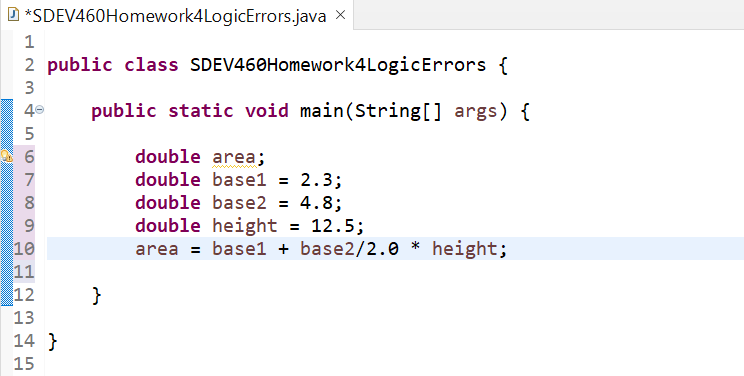 *SDEV460Homework4LogicErrors.java
1
2 public class SDEV460Homework4LogicErrors {
3
4 public static void main(String[] args) {
5
6 double area;
7 double base1 = 2.3;
8 double base2 = 4.8;
9 double height = 12.5;
10 area = base1 + base2/2.0 * height;
11
12 }
13
14 }
15